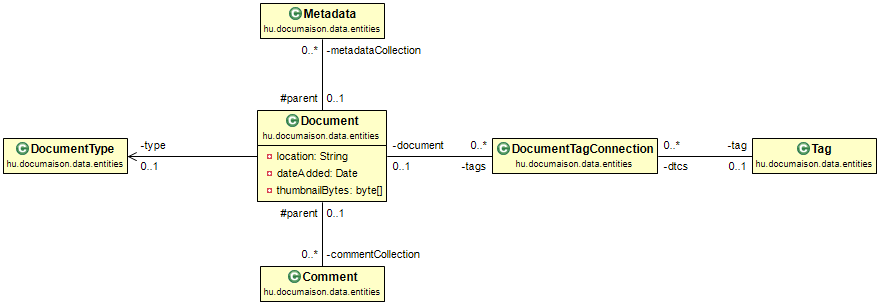 Metadata
hu.documaison.data.entities
0..* -metadataCollection
#parent 0..1
Document
hu.documaison.data.entities
location: String
dateAdded: Date
thumbnailBytes: byte[]
DocumentType
hu.documaison.data.entities
-type
0..1
-document 0..*
0..1 -tags
DocumentTagConnection
hu.documaison.data.entities
0..* -tag
-dtcs 0..1
Tag
hu.documaison.data.entities
#parent 0..1
0..* -commentCollection
Comment
hu.documaison.data.entities